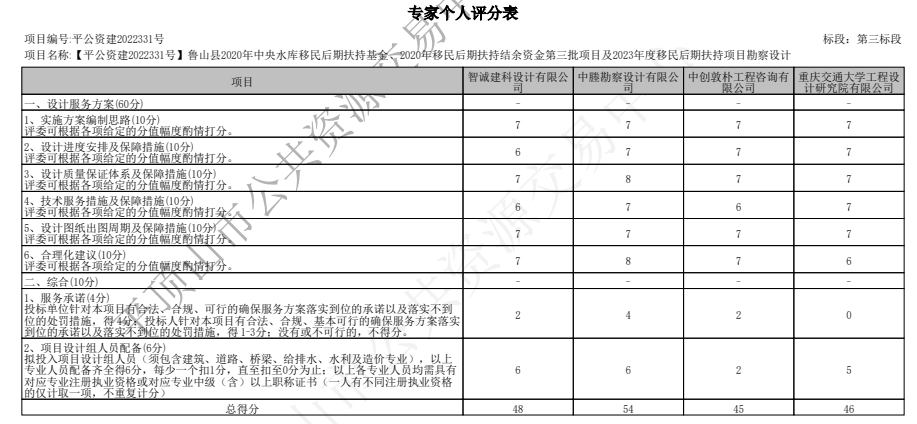 专家个人评分表
项目编号:平公资建2022331号 标段: 第三标段
项目名称:【平公资建2022331号】鲁山县2020年中央水库移民后期扶持基金、2020年移民后期扶持结余资金第三批项目及2023年度移民后期扶持项目勘察设计
项目 智诚建科设计有限公司 中滕勘察设计有限公司 中创敦朴工程咨询有限公司 重庆交通大学工程设计研究院有限公司
一、设计服务方案(60分) - - - -
1、实施方案编制思路(10分)
评委可根据各项给定的分值幅度酌情打分。 7 7 7 7
2、设计进度安排及保障措施(10分)
评委可根据各项给定的分值幅度酌情打分。 6 7 7 7
3、设计质量保证体系及保障措施(10分)
评委可根据各项给定的分值幅度酌情打分。 7 8 7 7
4、技术服务措施及保障措施(10分)
评委可根据各项给定的分值幅度酌情打分。 6 7 6 7
5、设计图纸出图周期及保障措施(10分)
评委可根据各项给定的分值幅度酌情打分。 7 7 7 7
6、合理化建议(10分)
评委可根据各项给定的分值幅度酌情打分。 7 8 7 6
二、综合(10分) - - - -
1、服务承诺(4分)
投标单位针对本项目有合法、合规、可行的确保服务方案落实到位的承诺以及落实不到
位的处罚措施，得4分；投标人针对本项目有合法、合规、基本可行的确保服务方案落实
到位的承诺以及落实不到位的处罚措施，得1-3分；没有或不可行的，不得分。 2 4 2 0
2、项目设计组人员配备(6分)
拟投入项目设计组人员（须包含建筑、道路、桥梁、给排水、水利及造价专业），以上
专业人员配备齐全得6分，每少一个扣1分，直至扣至0分为止；以上各专业人员均需具有
对应专业注册执业资格或对应专业中级（含）以上职称证书（一人有不同注册执业资格
的仅计取一项，不重复计分） 6 6 2 5
总得分 48 54 45 46
平顶山市公共资源交易中
公共资源交易中